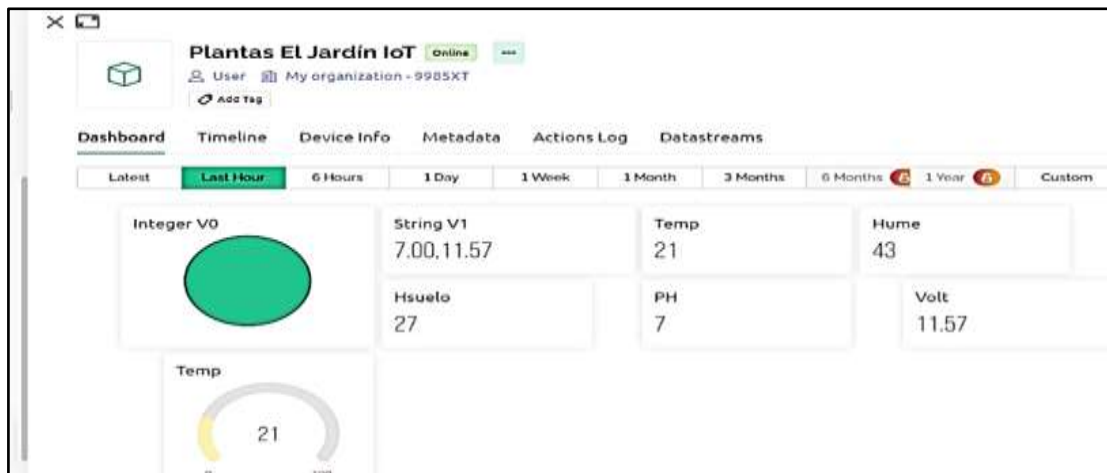 Plantas El Jardín IoT Online
User My organization - 9985XT
Add Tag
Dashboard Timeline Device Info Metadata Actions Log Datastreams
Latest Last Hour 6 Hours 1 Day 1 Week 1 Month 3 Months 6 Months 1 Year Custom
Integer V0 String V1 Temp Hume
7.00,11.57 21 43
Hsuelo PH Volt
27 7 11.57
Temp
21